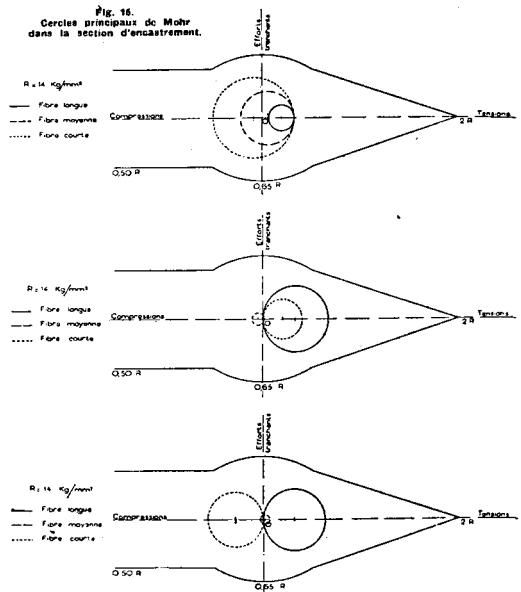 Fig. 16.
Cercles principaux de Mohr
dans la section d'encastrement.
Efforts
tranchants
R = 14 Kg/mm²
Fibre longue
Fibre moyenne
Fibre courte
Compressions
O
2 R
Tensions
0,50 R
0,65 R
Efforts
tranchants
R = 14 Kg/mm²
Fibre longue
Fibre moyenne
Fibre courte
Compressions
O
2 R
Tensions
0,50 R
0,65 R
Efforts
tranchants
R = 14 Kg/mm²
Fibre longue
Fibre moyenne
Fibre courte
Compressions
O
2 R
Tensions
0,50 R
0,65 R